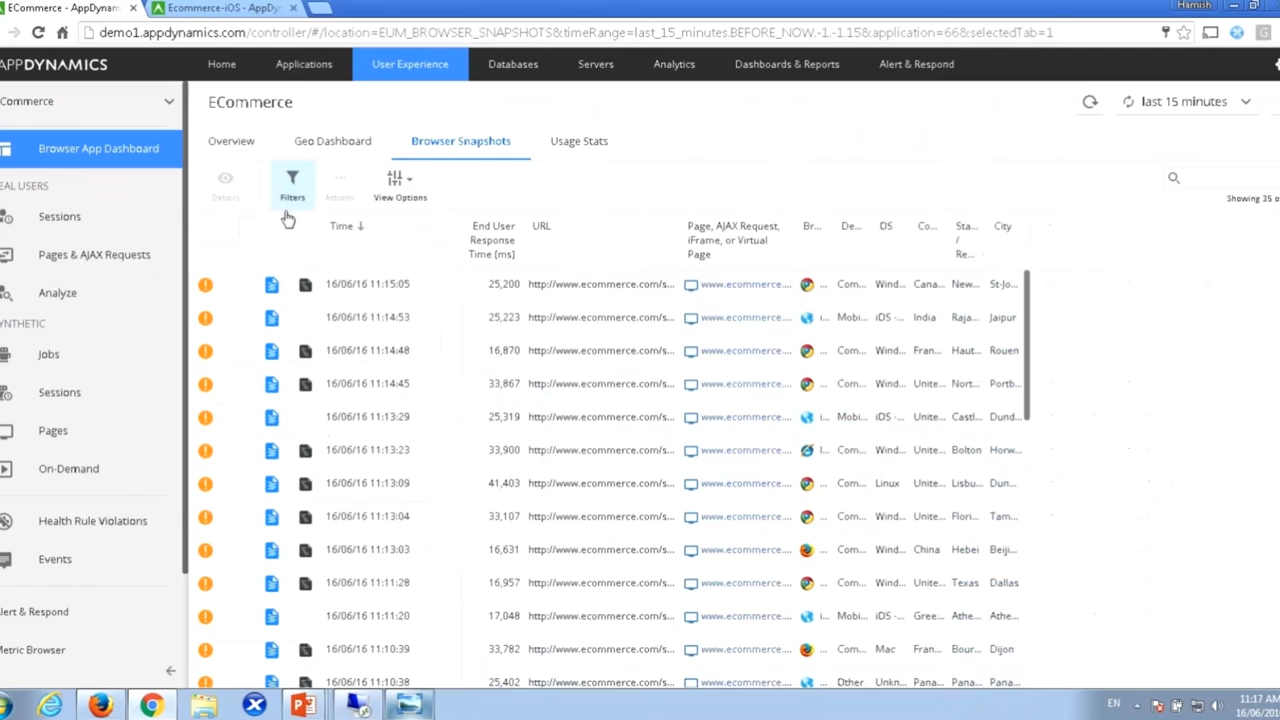 ECommerce - AppDynam
Ecommerce-iOS - AppDy
Hamish
demo1.appdynamics.com/controller/#/location=EUM_BROWSER_SNAPSHOTS&timeRange=last_15_minutes.BEFORE_NOW.-1.-1.15&application=66&selectedTab=1
APPDYNAMICS
Home Applications User Experience Databases Servers Analytics Dashboards & Reports Alert & Respond
Commerce
ECommerce
last 15 minutes
Browser App Dashboard
Overview Geo Dashboard Browser Snapshots Usage Stats
EAL USERS
Details Filters Actions View Options
Showing 35 o
Sessions
Pages & AJAX Requests
Analyze
YNTHETIC
Jobs
Sessions
Pages
On-Demand
Health Rule Violations
Events
Alert & Respond
Metric Browser
Time ↓ End User Response Time [ms] URL Page, AJAX Request, iFrame, or Virtual Page Br... De... OS Co... Sta... / Re... City
16/06/16 11:15:05 25,200 http://www.ecommerce.com/s... www.ecommerce.... ... Com... Wind... Cana... New... St-Jo...
16/06/16 11:14:53 25,223 http://www.ecommerce.com/s... www.ecommerce.... i... Mobi... iOS -... India Raja... Jaipur
16/06/16 11:14:48 16,870 http://www.ecommerce.com/s... www.ecommerce.... ... Com... Wind... Fran... Haut... Rouen
16/06/16 11:14:45 33,867 http://www.ecommerce.com/s... www.ecommerce.... ... Com... Wind... Unite... Nort... Portb...
16/06/16 11:13:29 25,319 http://www.ecommerce.com/s... www.ecommerce.... i... Mobi... iOS -... Unite... Castl... Dund...
16/06/16 11:13:23 33,900 http://www.ecommerce.com/s... www.ecommerce.... I... Com... Wind... Unite... Bolton Horw...
16/06/16 11:13:09 41,403 http://www.ecommerce.com/s... www.ecommerce.... ... Com... Linux Unite... Lisbu... Dun...
16/06/16 11:13:04 33,107 http://www.ecommerce.com/s... www.ecommerce.... ... Com... Wind... Unite... Flori... Tam...
16/06/16 11:13:03 16,631 http://www.ecommerce.com/s... www.ecommerce.... ... Com... Wind... China Hebei Beiji...
16/06/16 11:11:28 16,957 http://www.ecommerce.com/s... www.ecommerce.... ... Com... Wind... Unite... Texas Dallas
16/06/16 11:11:20 17,048 http://www.ecommerce.com/s... www.ecommerce.... i... Mobi... iOS -... Gree... Athe... Athe...
16/06/16 11:10:39 33,782 http://www.ecommerce.com/s... www.ecommerce.... ... Com... Mac Fran... Bour... Dijon
16/06/16 11:10:38 25,402 http://www.ecommerce.com/s... www.ecommerce.... ... Other Unkn... Pana... Pana... Pana...
EN
11:17 AM
16/06/201